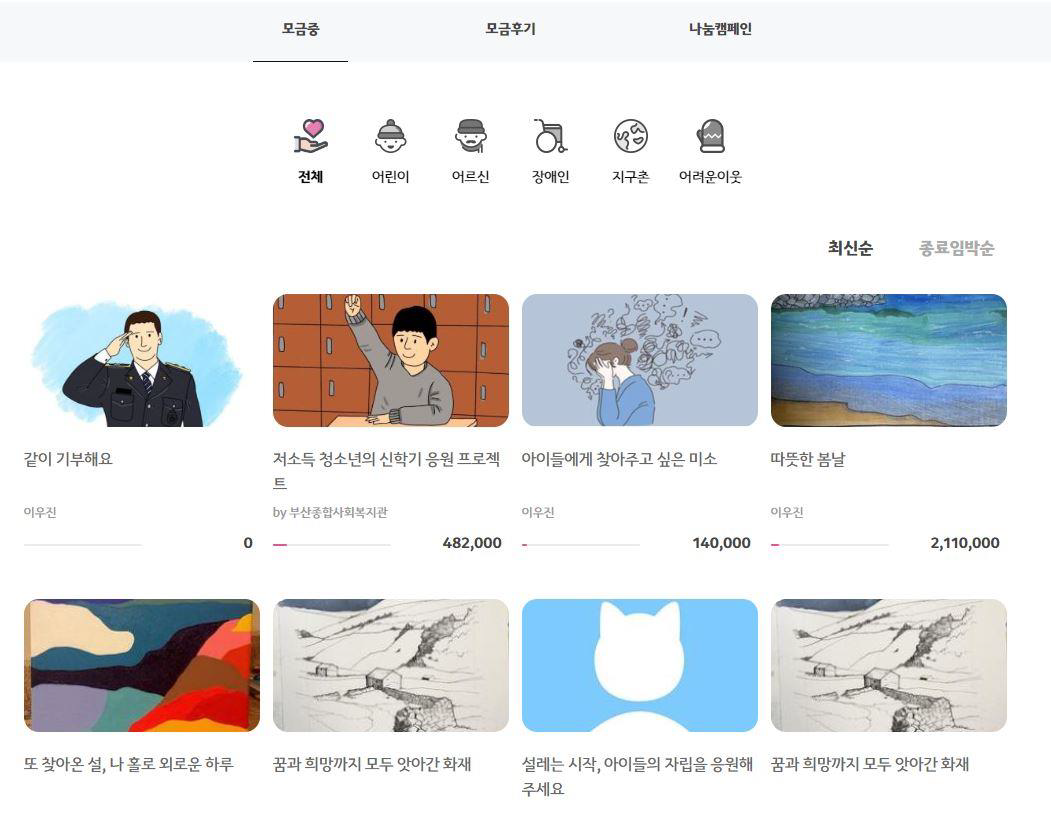 모금중
모금후기
나눔캠페인
전체
어린이
어르신
장애인
지구촌
어려운이웃
최신순
종료임박순
같이 기부해요
이우진
0
저소득 청소년의 신학기 응원 프로젝
트
by 부산종합사회복지관
482,000
아이들에게 찾아주고 싶은 미소
이우진
140,000
따뜻한 봄날
이우진
2,110,000
또 찾아온 설, 나 홀로 외로운 하루
꿈과 희망까지 모두 앗아간 화재
설레는 시작, 아이들의 자립을 응원해
주세요
꿈과 희망까지 모두 앗아간 화재